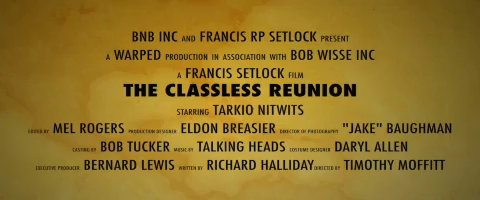 BNB INC AND FRANCIS RP SETLOCK PRESENT
A WARPED PRODUCTION IN ASSOCIATION WITH BOB WISSE INC
A FRANCIS SETLOCK FILM
THE CLASSLESS REUNION
STARRING TARKIO NITWITS
EDITED BY MEL ROGERS PRODUCTION DESIGNER ELDON BREASIER DIRECTOR OF PHOTOGRAPHY "JAKE" BAUGHMAN
CASTING BY BOB TUCKER MUSIC BY TALKING HEADS COSTUME DESIGNER DARYL ALLEN
EXECUTIVE PRODUCER BERNARD LEWIS WRITTEN BY RICHARD HALLIDAY DIRECTED BY TIMOTHY MOFFITT